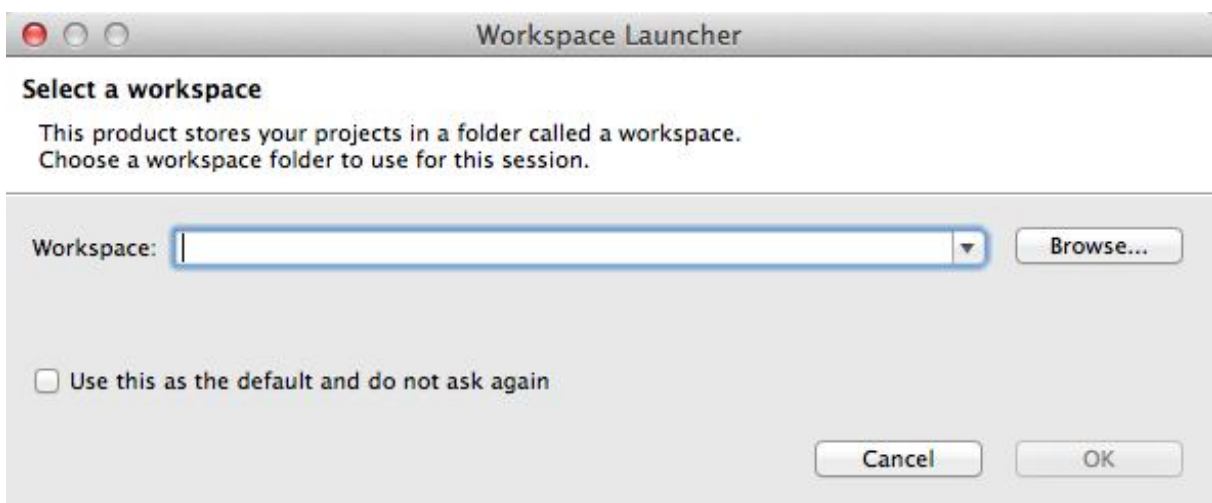 Workspace Launcher
Select a workspace
This product stores your projects in a folder called a workspace.
Choose a workspace folder to use for this session.
Workspace: Browse...
Use this as the default and do not ask again
Cancel OK